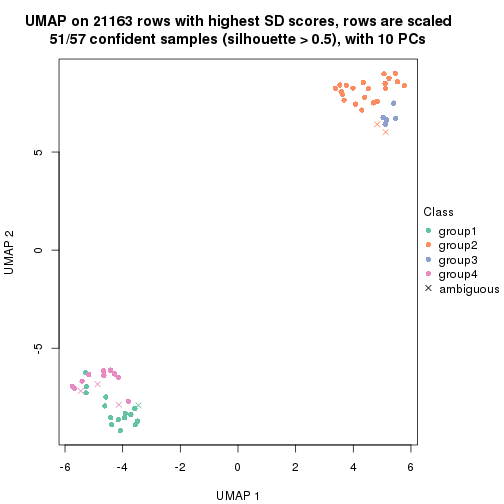 UMAP on 21163 rows with highest SD scores, rows are scaled
51/57 confident samples (silhouette > 0.5), with 10 PCs
UMAP 2
5
0
-5
-6
-4
-2
0
2
4
6
UMAP 1
Class
group1
group2
group3
group4
ambiguous